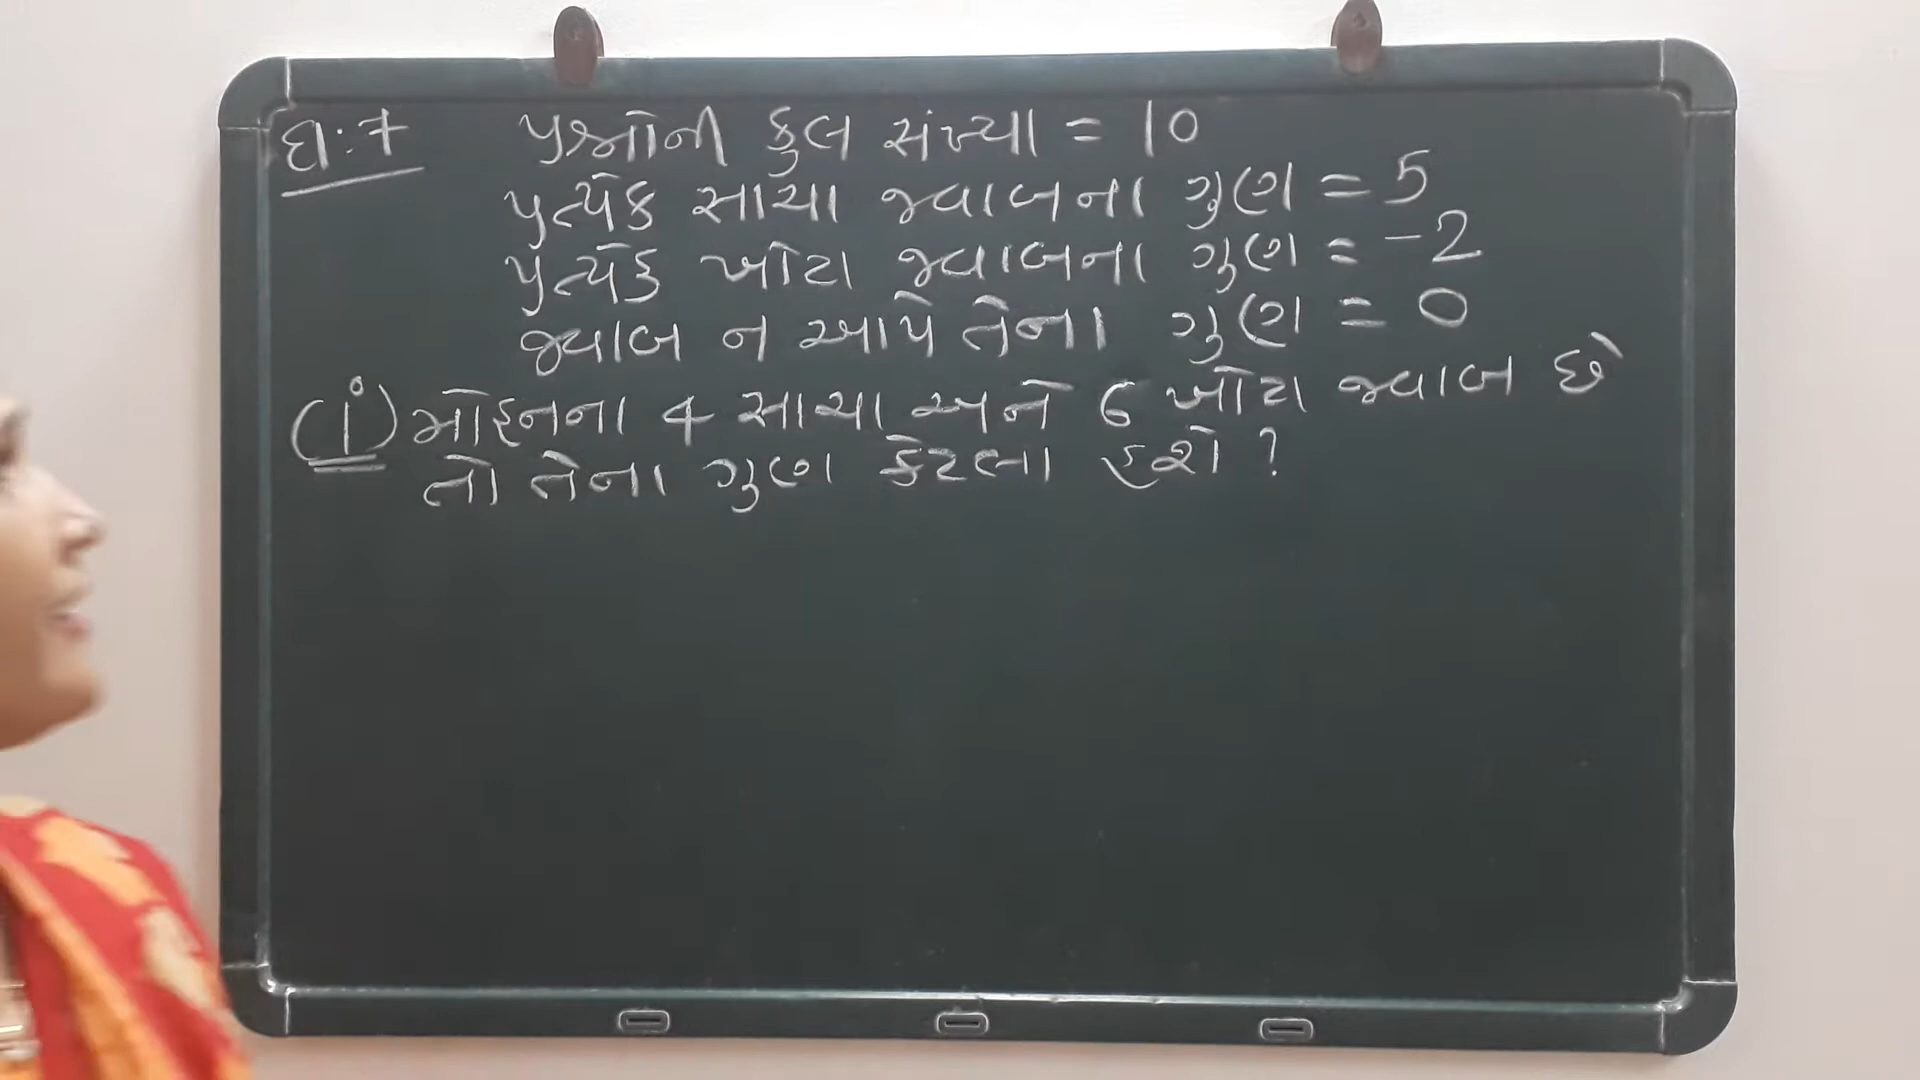 દા:7 પ્રશ્નોની કુલ સંખ્યા = 10
પ્રત્યેક સાચા જવાબના ગુણ = 5
પ્રત્યેક ખોટા જવાબના ગુણ = -2
જવાબ ન આપે તેના ગુણ = 0
(i) મોહનના 4 સાચા અને 6 ખોટા જવાબ છે
તો તેના ગુણ કેટલા હશે ?